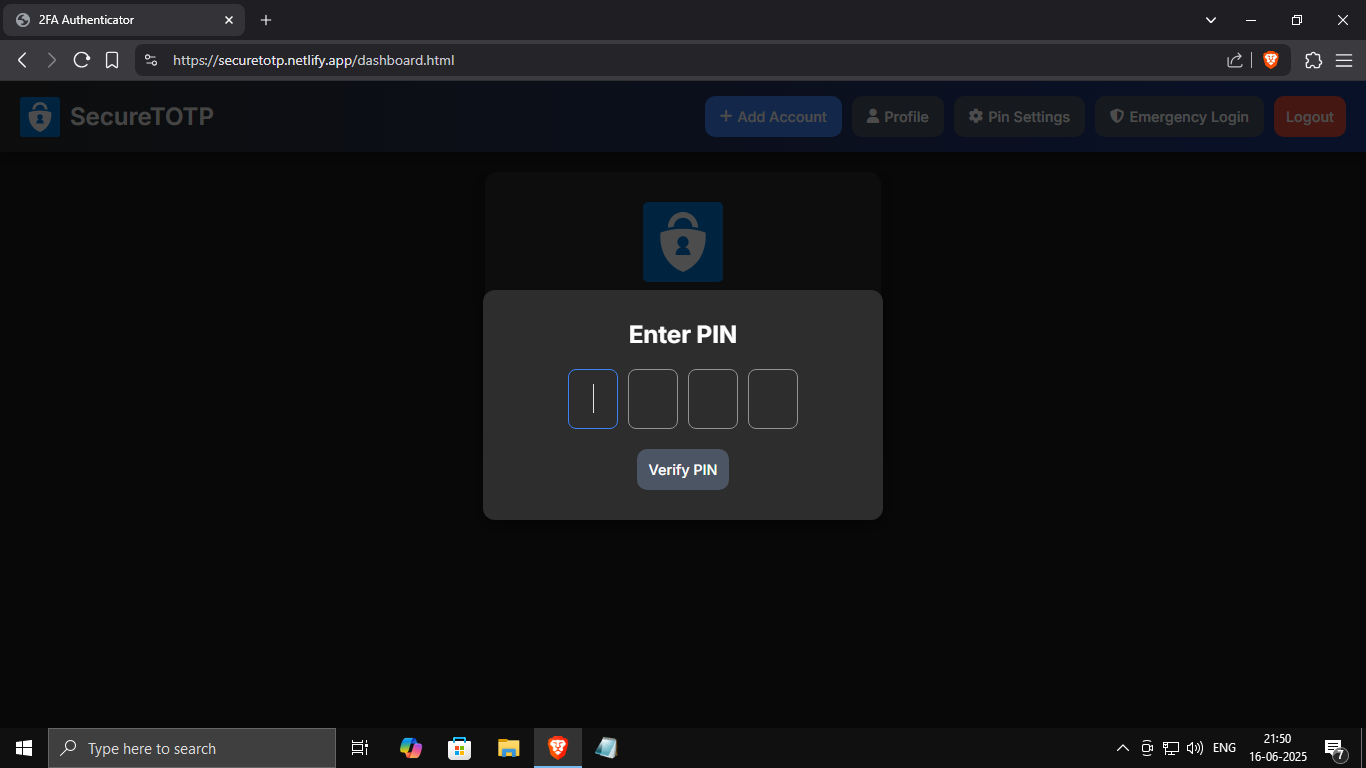 2FA Authenticator
https://securetotp.netlify.app/dashboard.html
SecureTOTP
+ Add Account
Profile
Pin Settings
Emergency Login
Logout
Enter PIN
Verify PIN
Type here to search
ENG
21:50
16-06-2025
7